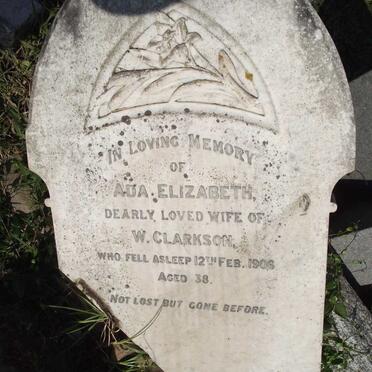 IN LOVING MEMORY
OF
ADA ELIZABETH,
DEARLY LOVED WIFE OF
W. CLARKSON,
WHO FELL ASLEEP 12TH FEB. 1906
AGED 38.
NOT LOST BUT GONE BEFORE.